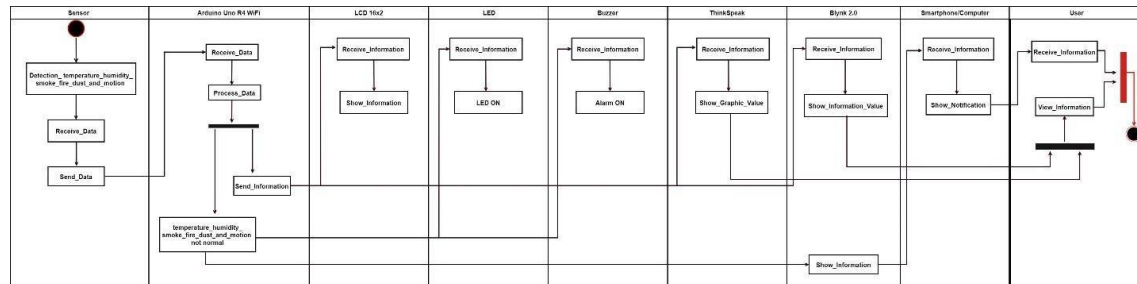 Sensor
Arduino Uno R4 WiFi
LCD 16x2
LED
Buzzer
ThinkSpeak
Blynk 2.0
Smartphone/Computer
User
Detection_ temperature_humidity_
smoke_fire_dust_and_motion
Receive_Data
Send_Data
Receive_Data
Process_Data
Send_Information
temperature_humidity_
smoke_fire_dust_and_motion
not normal
Receive_Information
Show_Information
Receive_Information
LED ON
Receive_Information
Alarm ON
Receive_Information
Show_Graphic_Value
Receive_Information
Show_Information_Value
Show_Information
Receive_Information
Show_Notification
Receive_Information
View_Information